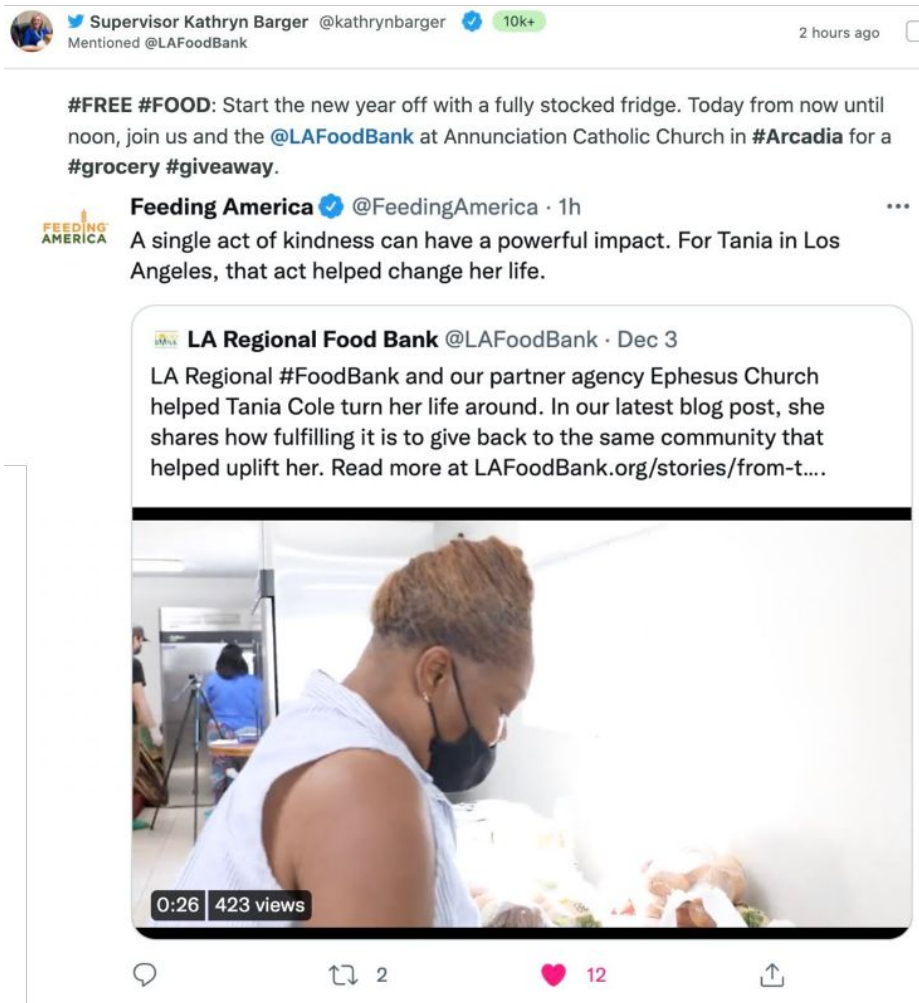 Supervisor Kathryn Barger @kathrynbarger 10k+
2 hours ago
Mentioned @LAFoodBank
#FREE #FOOD: Start the new year off with a fully stocked fridge. Today from now until
noon, join us and the @LAFoodBank at Annunciation Catholic Church in #Arcadia for a
#grocery #giveaway.
FEEDING
AMERICA
Feeding America @FeedingAmerica · 1h
A single act of kindness can have a powerful impact. For Tania in Los
Angeles, that act helped change her life.
LA Regional Food Bank @LAFoodBank · Dec 3
LA Regional #FoodBank and our partner agency Ephesus Church
helped Tania Cole turn her life around. In our latest blog post, she
shares how fulfilling it is to give back to the same community that
helped uplift her. Read more at LAFoodBank.org/stories/from-t....
0:26 423 views
2 12